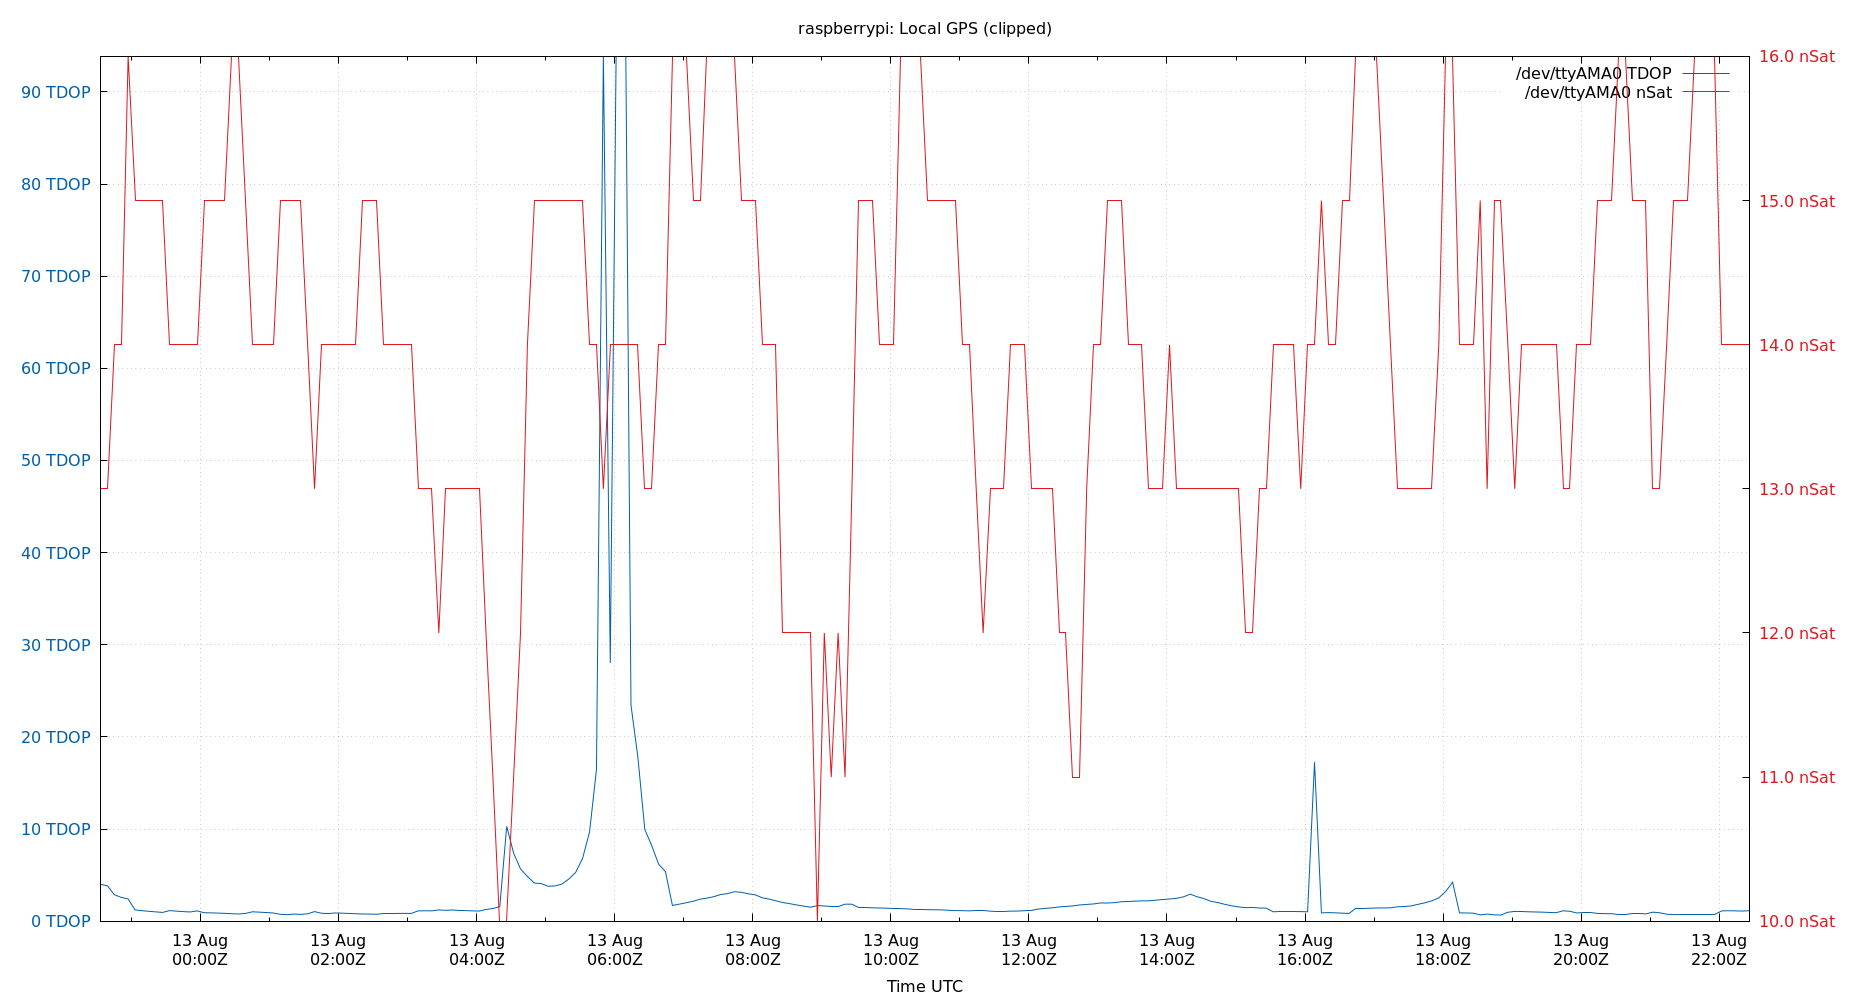 raspberrypi: Local GPS (clipped)
/dev/ttyAMA0 TDOP
/dev/ttyAMA0 nSat
90 TDOP
80 TDOP
70 TDOP
60 TDOP
50 TDOP
40 TDOP
30 TDOP
20 TDOP
10 TDOP
0 TDOP
16.0 nSat
15.0 nSat
14.0 nSat
13.0 nSat
12.0 nSat
11.0 nSat
10.0 nSat
13 Aug
00:00Z
13 Aug
02:00Z
13 Aug
04:00Z
13 Aug
06:00Z
13 Aug
08:00Z
13 Aug
10:00Z
13 Aug
12:00Z
13 Aug
14:00Z
13 Aug
16:00Z
13 Aug
18:00Z
13 Aug
20:00Z
13 Aug
22:00Z
Time UTC